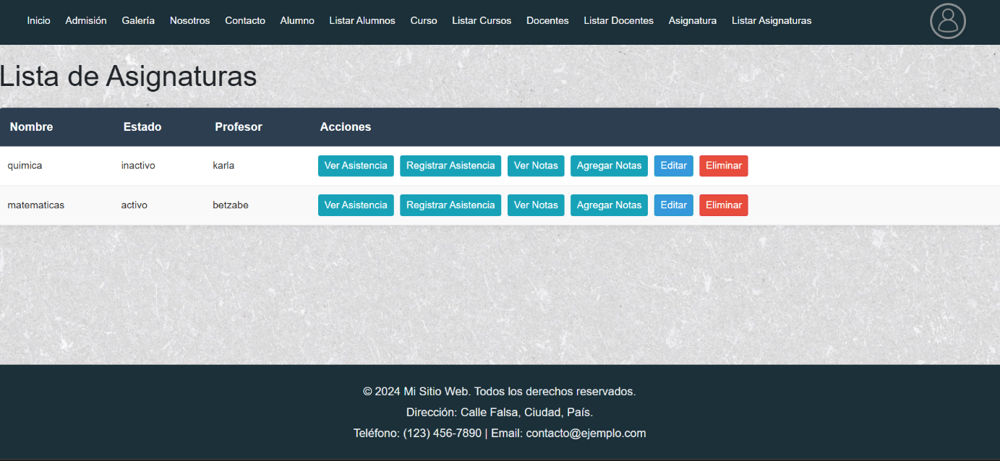 Inicio Admisión Galería Nosotros Contacto Alumno Listar Alumnos Curso Listar Cursos Docentes Listar Docentes Asignatura Listar Asignaturas
Lista de Asignaturas
Nombre Estado Profesor Acciones
quimica inactivo karla Ver Asistencia Registrar Asistencia Ver Notas Agregar Notas Editar Eliminar
matematicas activo betzabe Ver Asistencia Registrar Asistencia Ver Notas Agregar Notas Editar Eliminar
© 2024 Mi Sitio Web. Todos los derechos reservados.
Dirección: Calle Falsa, Ciudad, País.
Teléfono: (123) 456-7890 | Email: contacto@ejemplo.com